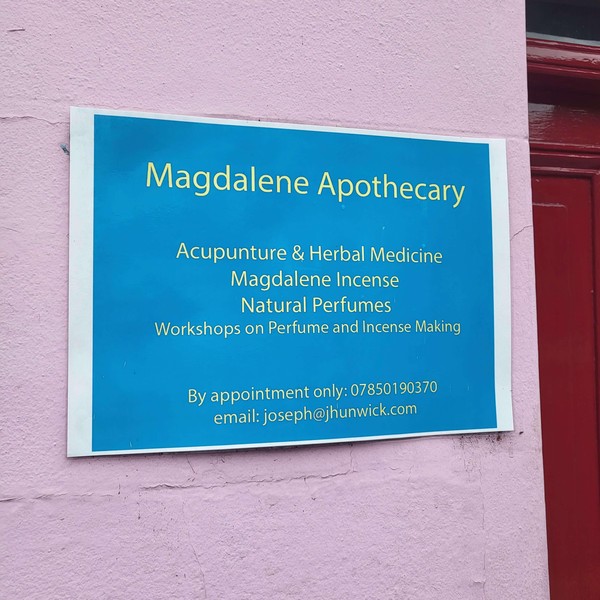 Magdalene Apothecary
Acupunture & Herbal Medicine
Magdalene Incense
Natural Perfumes
Workshops on Perfume and Incense Making
By appointment only: 07850190370
email: joseph@jhunwick.com